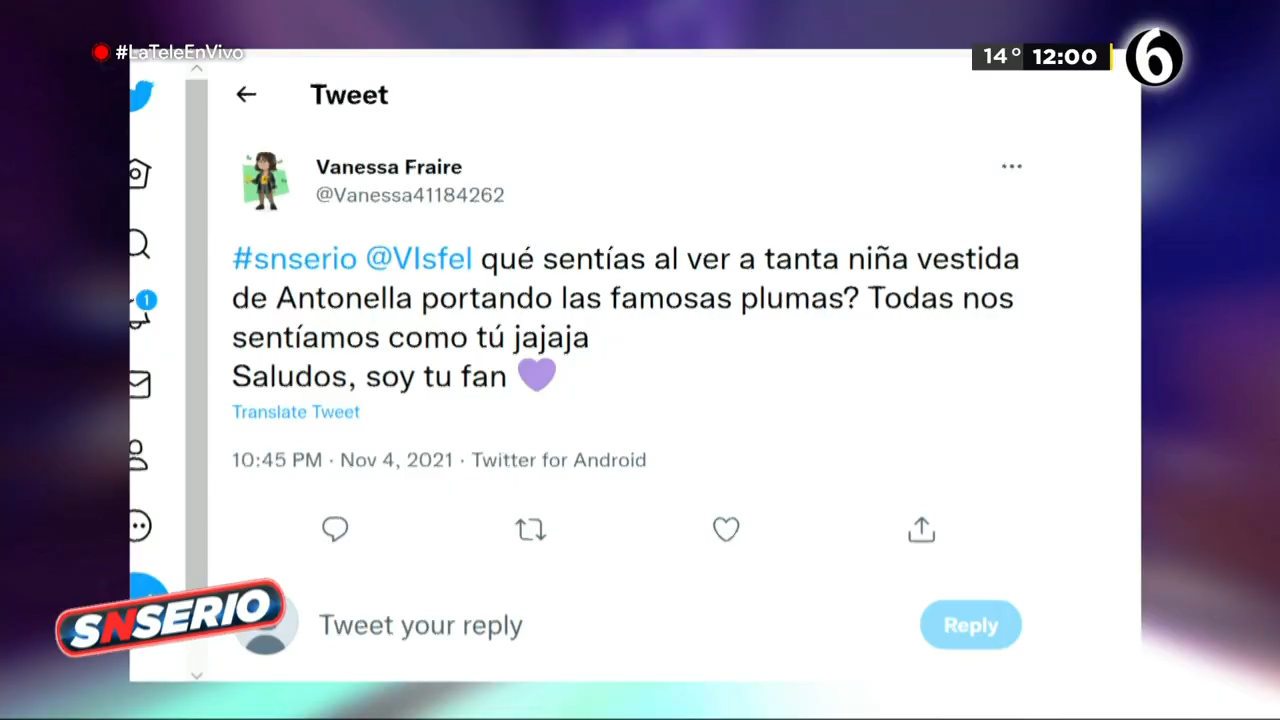 #LaTeleEnVivo
14° 12:00 6
Tweet
Vanessa Fraire
@Vanessa41184262
#snserio @VIsfel qué sentías al ver a tanta niña vestida
de Antonella portando las famosas plumas? Todas nos
sentíamos como tú jajaja
Saludos, soy tu fan 💜
Translate Tweet
10:45 PM · Nov 4, 2021 · Twitter for Android
1
SNSERIO
Tweet your reply
Reply